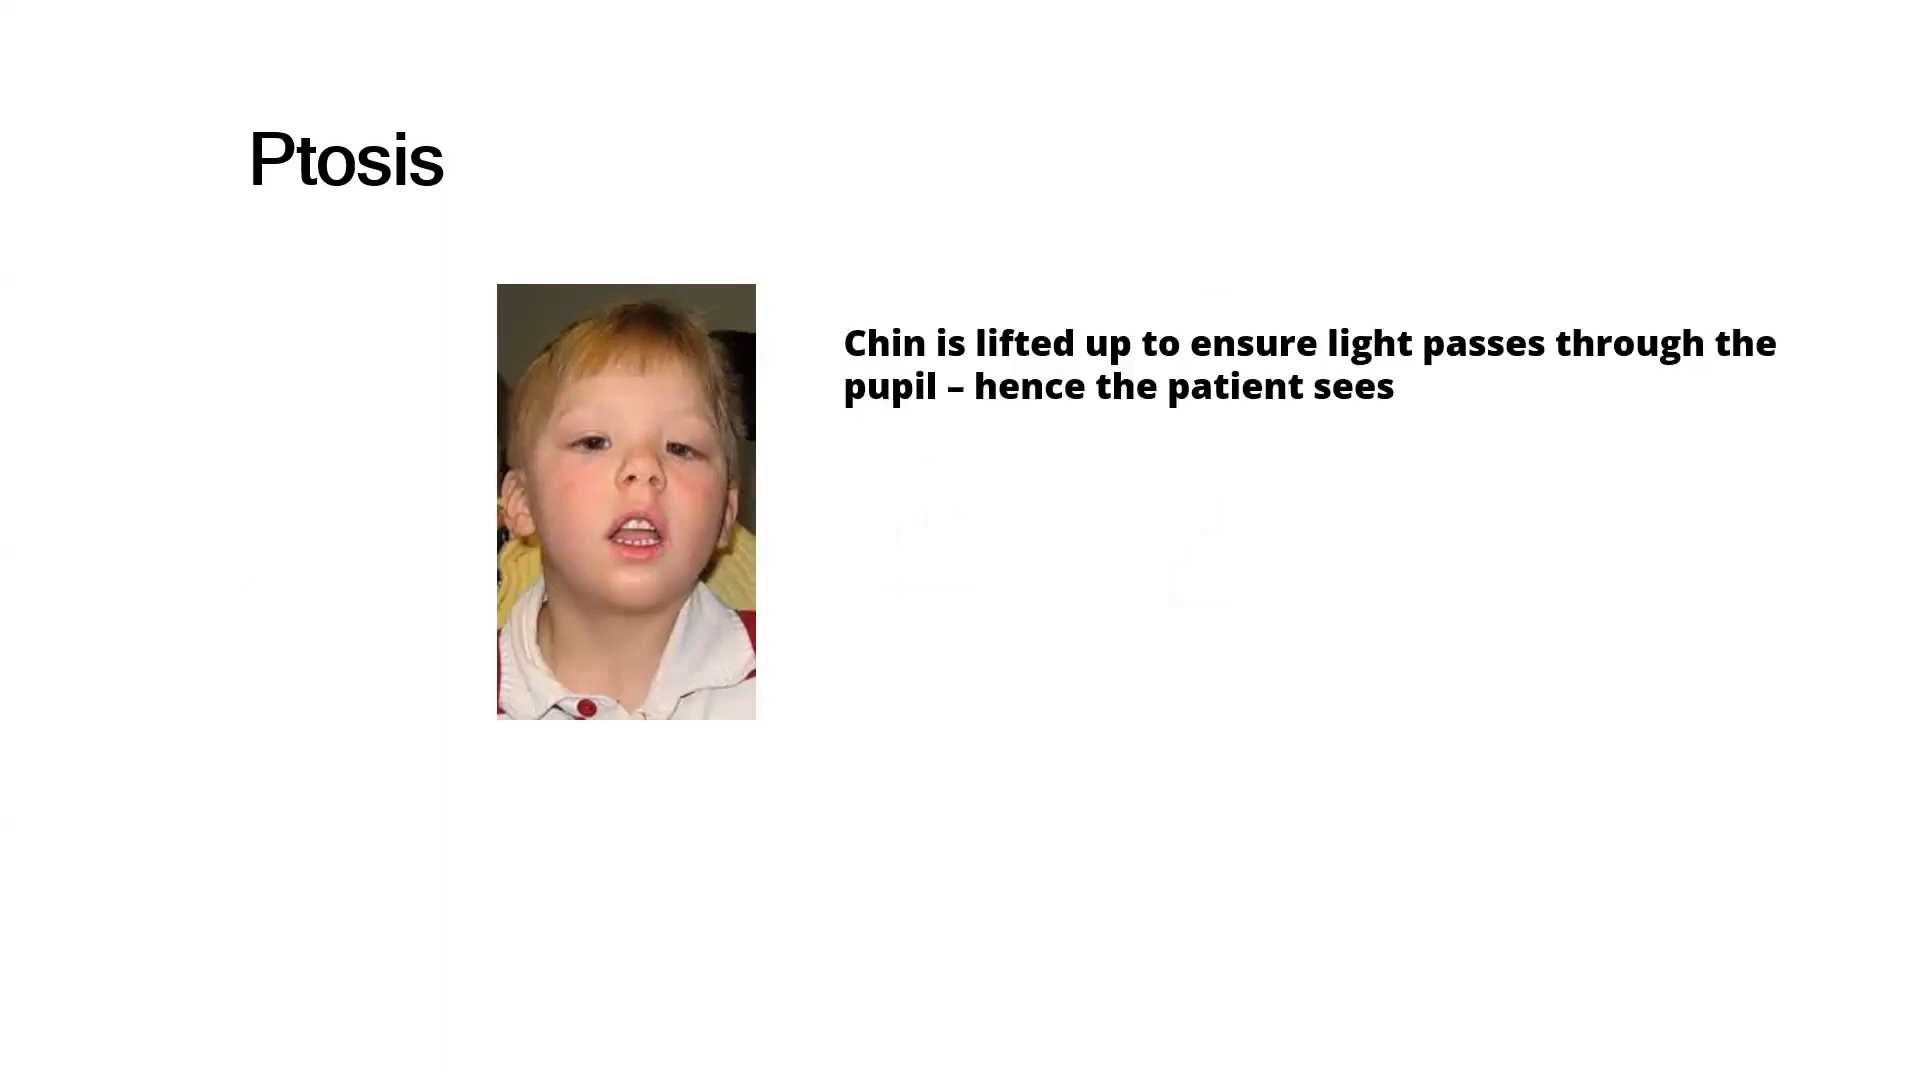 Ptosis
Chin is lifted up to ensure light passes through the
pupil – hence the patient sees